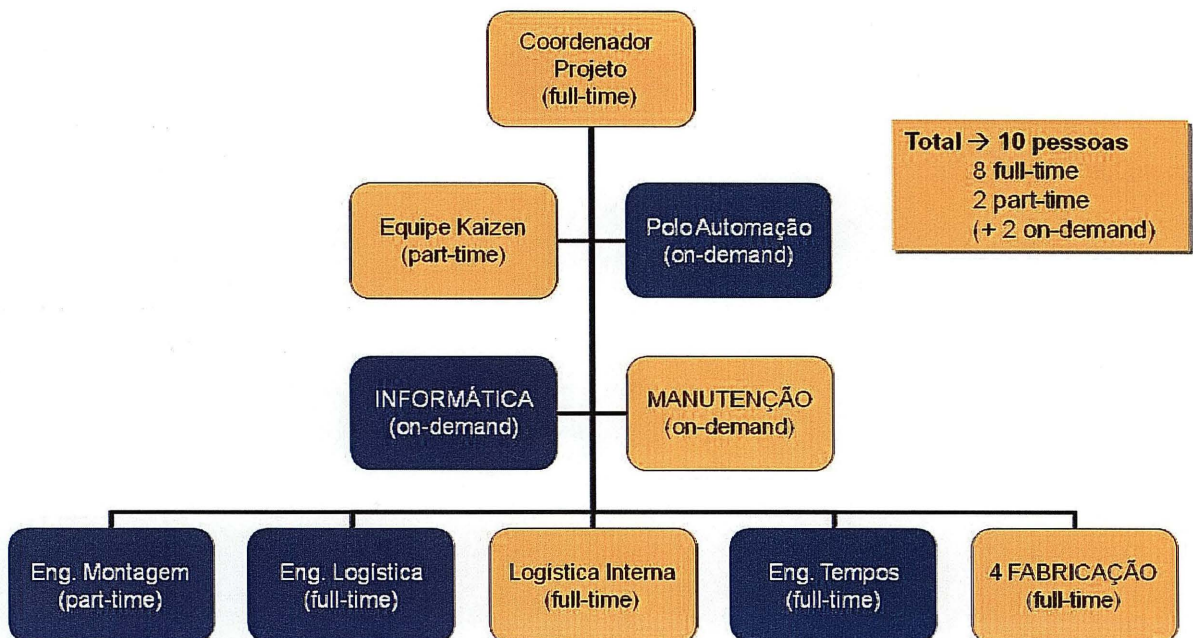 Coordenador
Projeto
(full-time)
Total → 10 pessoas
8 full-time
2 part-time
(+ 2 on-demand)
Equipe Kaizen
(part-time)
Polo Automação
(on-demand)
INFORMÁTICA
(on-demand)
MANUTENÇÃO
(on-demand)
Eng. Montagem
(part-time)
Eng. Logística
(full-time)
Logística Interna
(full-time)
Eng. Tempos
(full-time)
4 FABRICAÇÃO
(full-time)